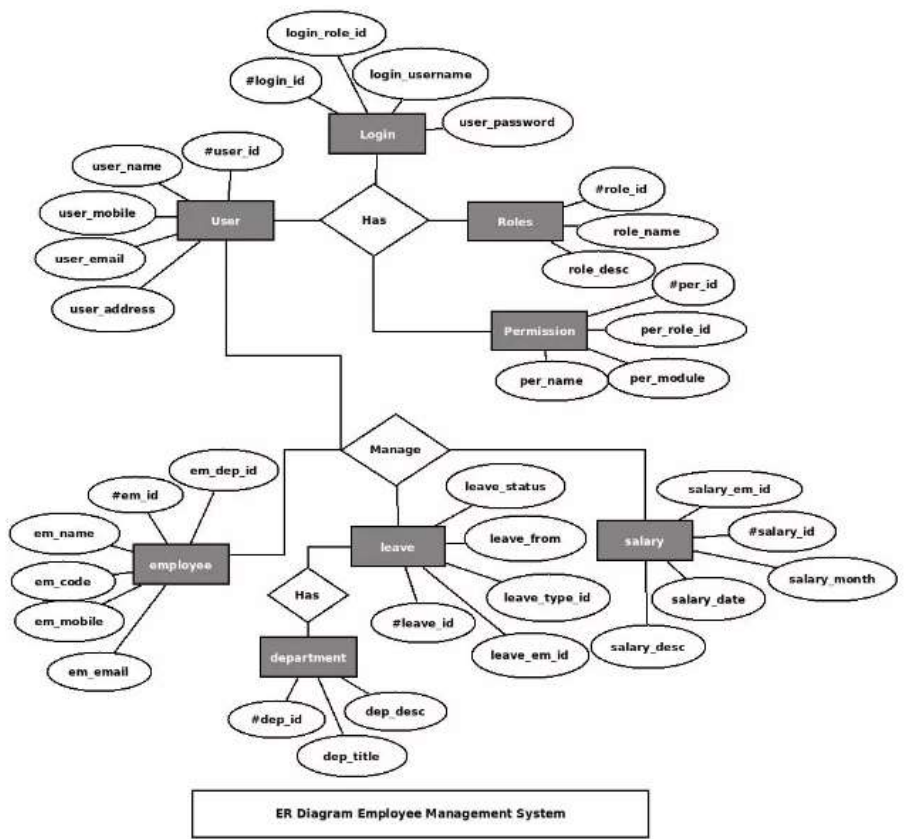 login_role_id
#login_id
login_username
user_password
Login
#user_id
user_name
user_mobile
user_email
user_address
User
Has
Roles
#role_id
role_name
role_desc
#per_id
Permission
per_role_id
per_name
per_module
Manage
em_dep_id
#em_id
em_name
em_code
em_mobile
em_email
employee
leave_status
leave
leave_from
leave_type_id
#leave_id
leave_em_id
salary_em_id
salary
#salary_id
salary_month
salary_date
salary_desc
Has
department
#dep_id
dep_desc
dep_title
ER Diagram Employee Management System